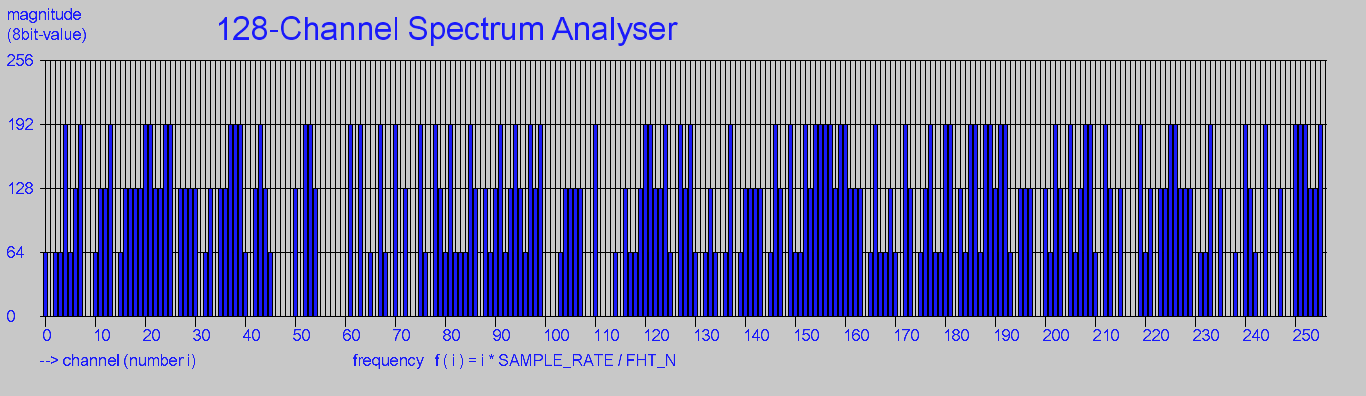 magnitude
(8bit-value)
128-Channel Spectrum Analyser
256
192
128
64
0
0 10 20 30 40 50 60 70 80 90 100 110 120 130 140 150 160 170 180 190 200 210 220 230 240 250
--> channel (number i)
frequency f ( i ) = i * SAMPLE_RATE / FHT_N